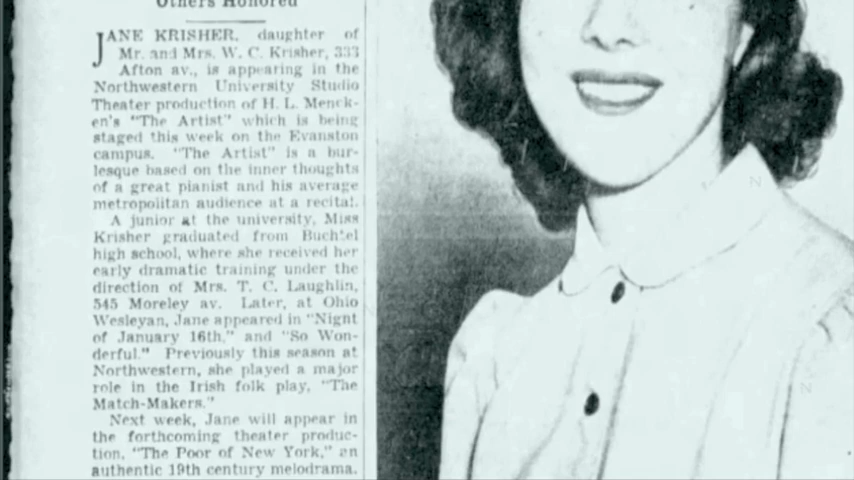 Others Honored
JANE KRISHER, daughter of
Mr. and Mrs. W. C. Krisher, 333
Afton av., is appearing in the
Northwestern University Studio
Theater production of H. L. Menck-
en's "The Artist" which is being
staged this week on the Evanston
campus. "The Artist" is a bur-
lesque based on the inner thoughts
of a great pianist and his average
metropolitan audience at a recital.
A junior at the university, Miss
Krisher graduated from Buchtel
high school, where she received her
early dramatic training under the
direction of Mrs. T. C. Laughlin,
545 Moreley av. Later, at Ohio
Wesleyan, Jane appeared in "Night
of January 16th," and "So Won-
derful." Previously this season at
Northwestern, she played a major
role in the Irish folk play, "The
Match-Makers."
Next week, Jane will appear in
the forthcoming theater produc-
tion, "The Poor of New York," an
authentic 19th century melodrama.